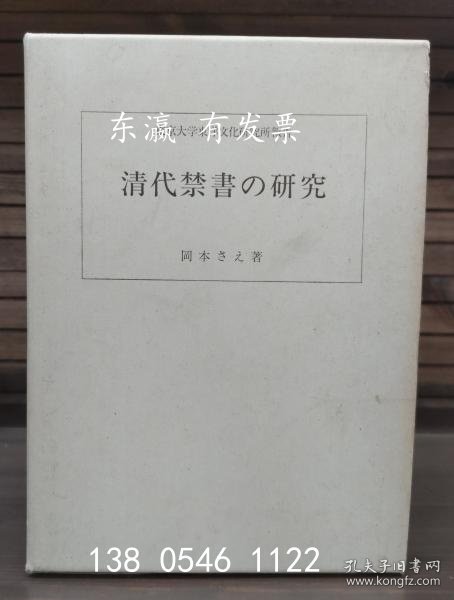 东瀛 有发票
清代禁書の研究
岡本さえ著
138 0546 1122
孔夫子旧书网
www.kongfz.com